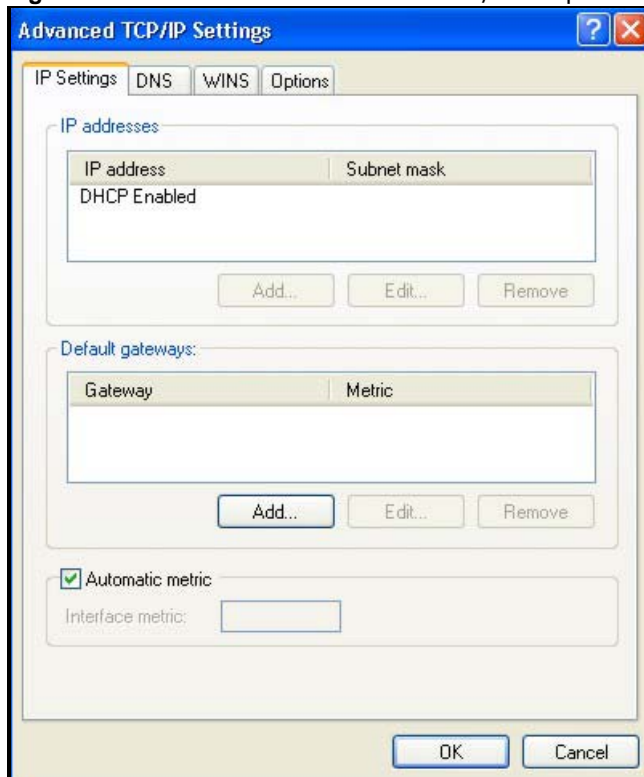 Advanced TCP/IP Settings
IP Settings DNS WINS Options
IP addresses
IP address Subnet mask
DHCP Enabled
Add... Edit... Remove
Default gateways:
Gateway Metric
Add... Edit... Remove
Automatic metric
Interface metric:
OK Cancel